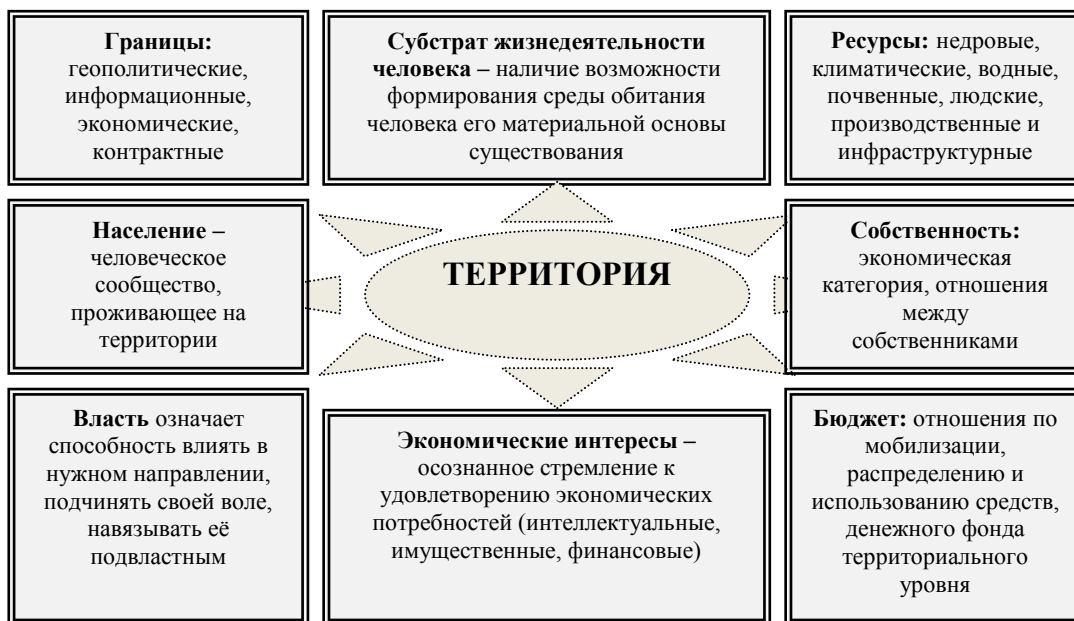 Границы:
геополитические,
информационные,
экономические,
контрактные
Субстрат жизнедеятельности
человека – наличие возможности
формирования среды обитания
человека его материальной основы
существования
Ресурсы: недровые,
климатические, водные,
почвенные, людские,
производственные и
инфраструктурные
Население –
человеческое
сообщество,
проживающее на
территории
ТЕРРИТОРИЯ
Собственность:
экономическая
категория, отношения
между
собственниками
Власть означает
способность влиять в
нужном направлении,
подчинять своей воле,
навязывать её
подвластным
Экономические интересы –
осознанное стремление к
удовлетворению экономических
потребностей (интеллектуальные,
имущественные, финансовые)
Бюджет: отношения по
мобилизации,
распределению и
использованию средств,
денежного фонда
территориального
уровня